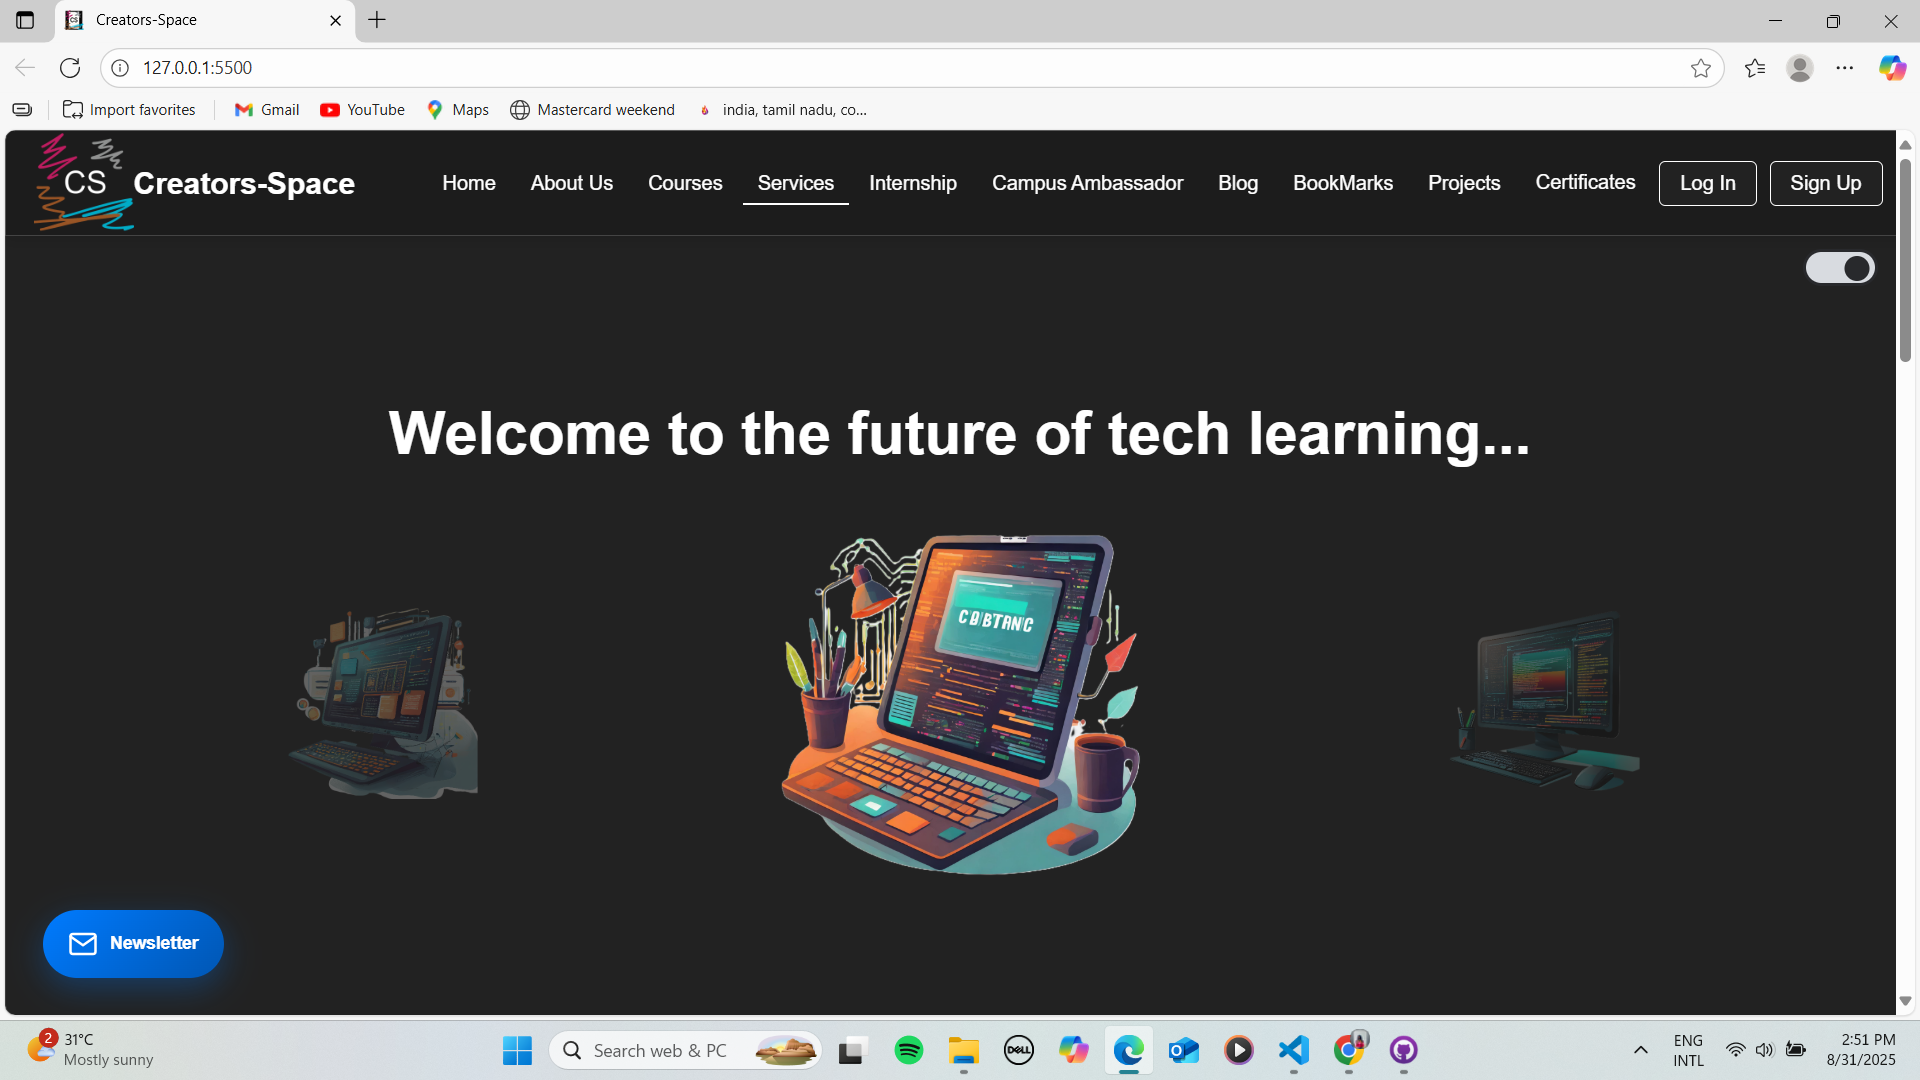 Creators-Space
127.0.0.1:5500
Import favorites Gmail YouTube Maps Mastercard weekend india, tamil nadu, co...
CS Creators-Space Home About Us Courses Services Internship Campus Ambassador Blog BookMarks Projects Certificates Log In Sign Up
Welcome to the future of tech learning...
Newsletter
2 31°C
Mostly sunny
Search web & PC
DELL
ENG
INTL
2:51 PM
8/31/2025